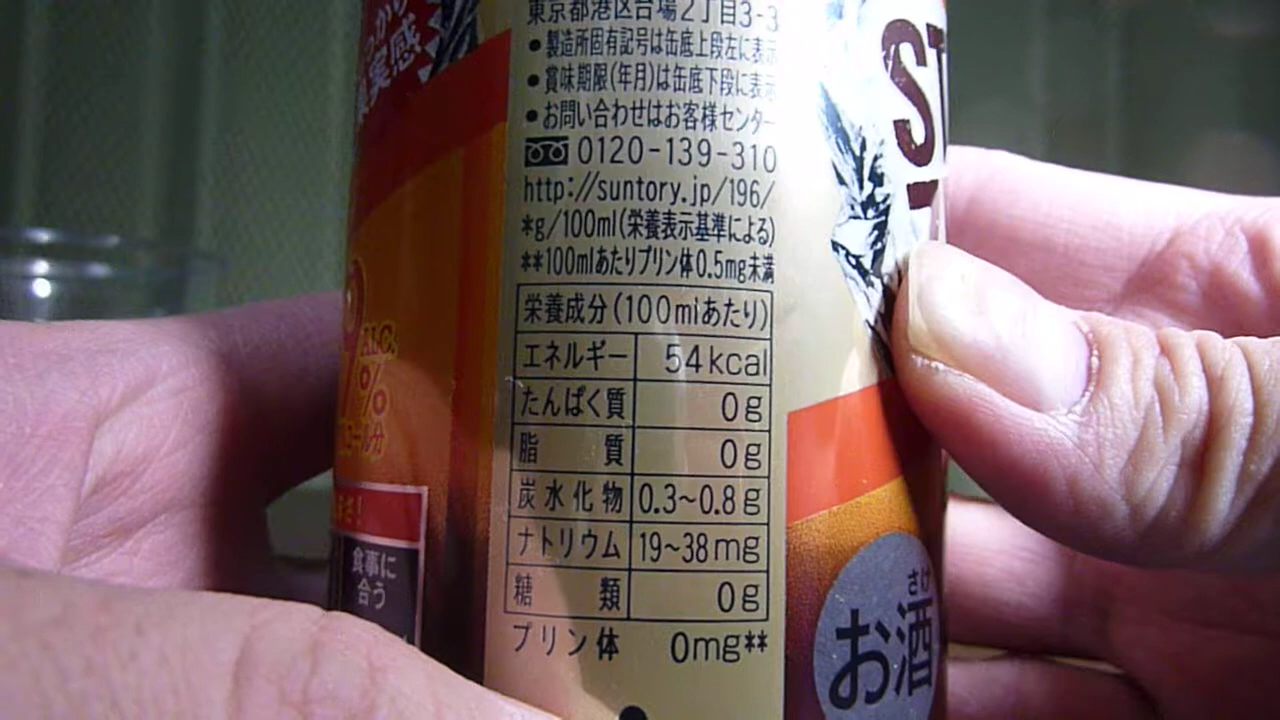 実感
東京都港区台場2丁目3-3
●製造所固有記号は缶底上段左に表示
●賞味期限(年月)は缶底下段に表示
●お問い合わせはお客様センター
0120-139-310
http://suntory.jp/196/
*g/100ml(栄養表示基準による)
**100mlあたりプリン体0.5mg未満
栄養成分(100mlあたり)
エネルギー 54kcal
たんぱく質 0g
脂質 0g
炭水化物 0.3~0.8g
ナトリウム 19~38mg
糖類 0g
プリン体 0mg**
9
ALC.
%
食事に
合う
ST
さけ
お酒